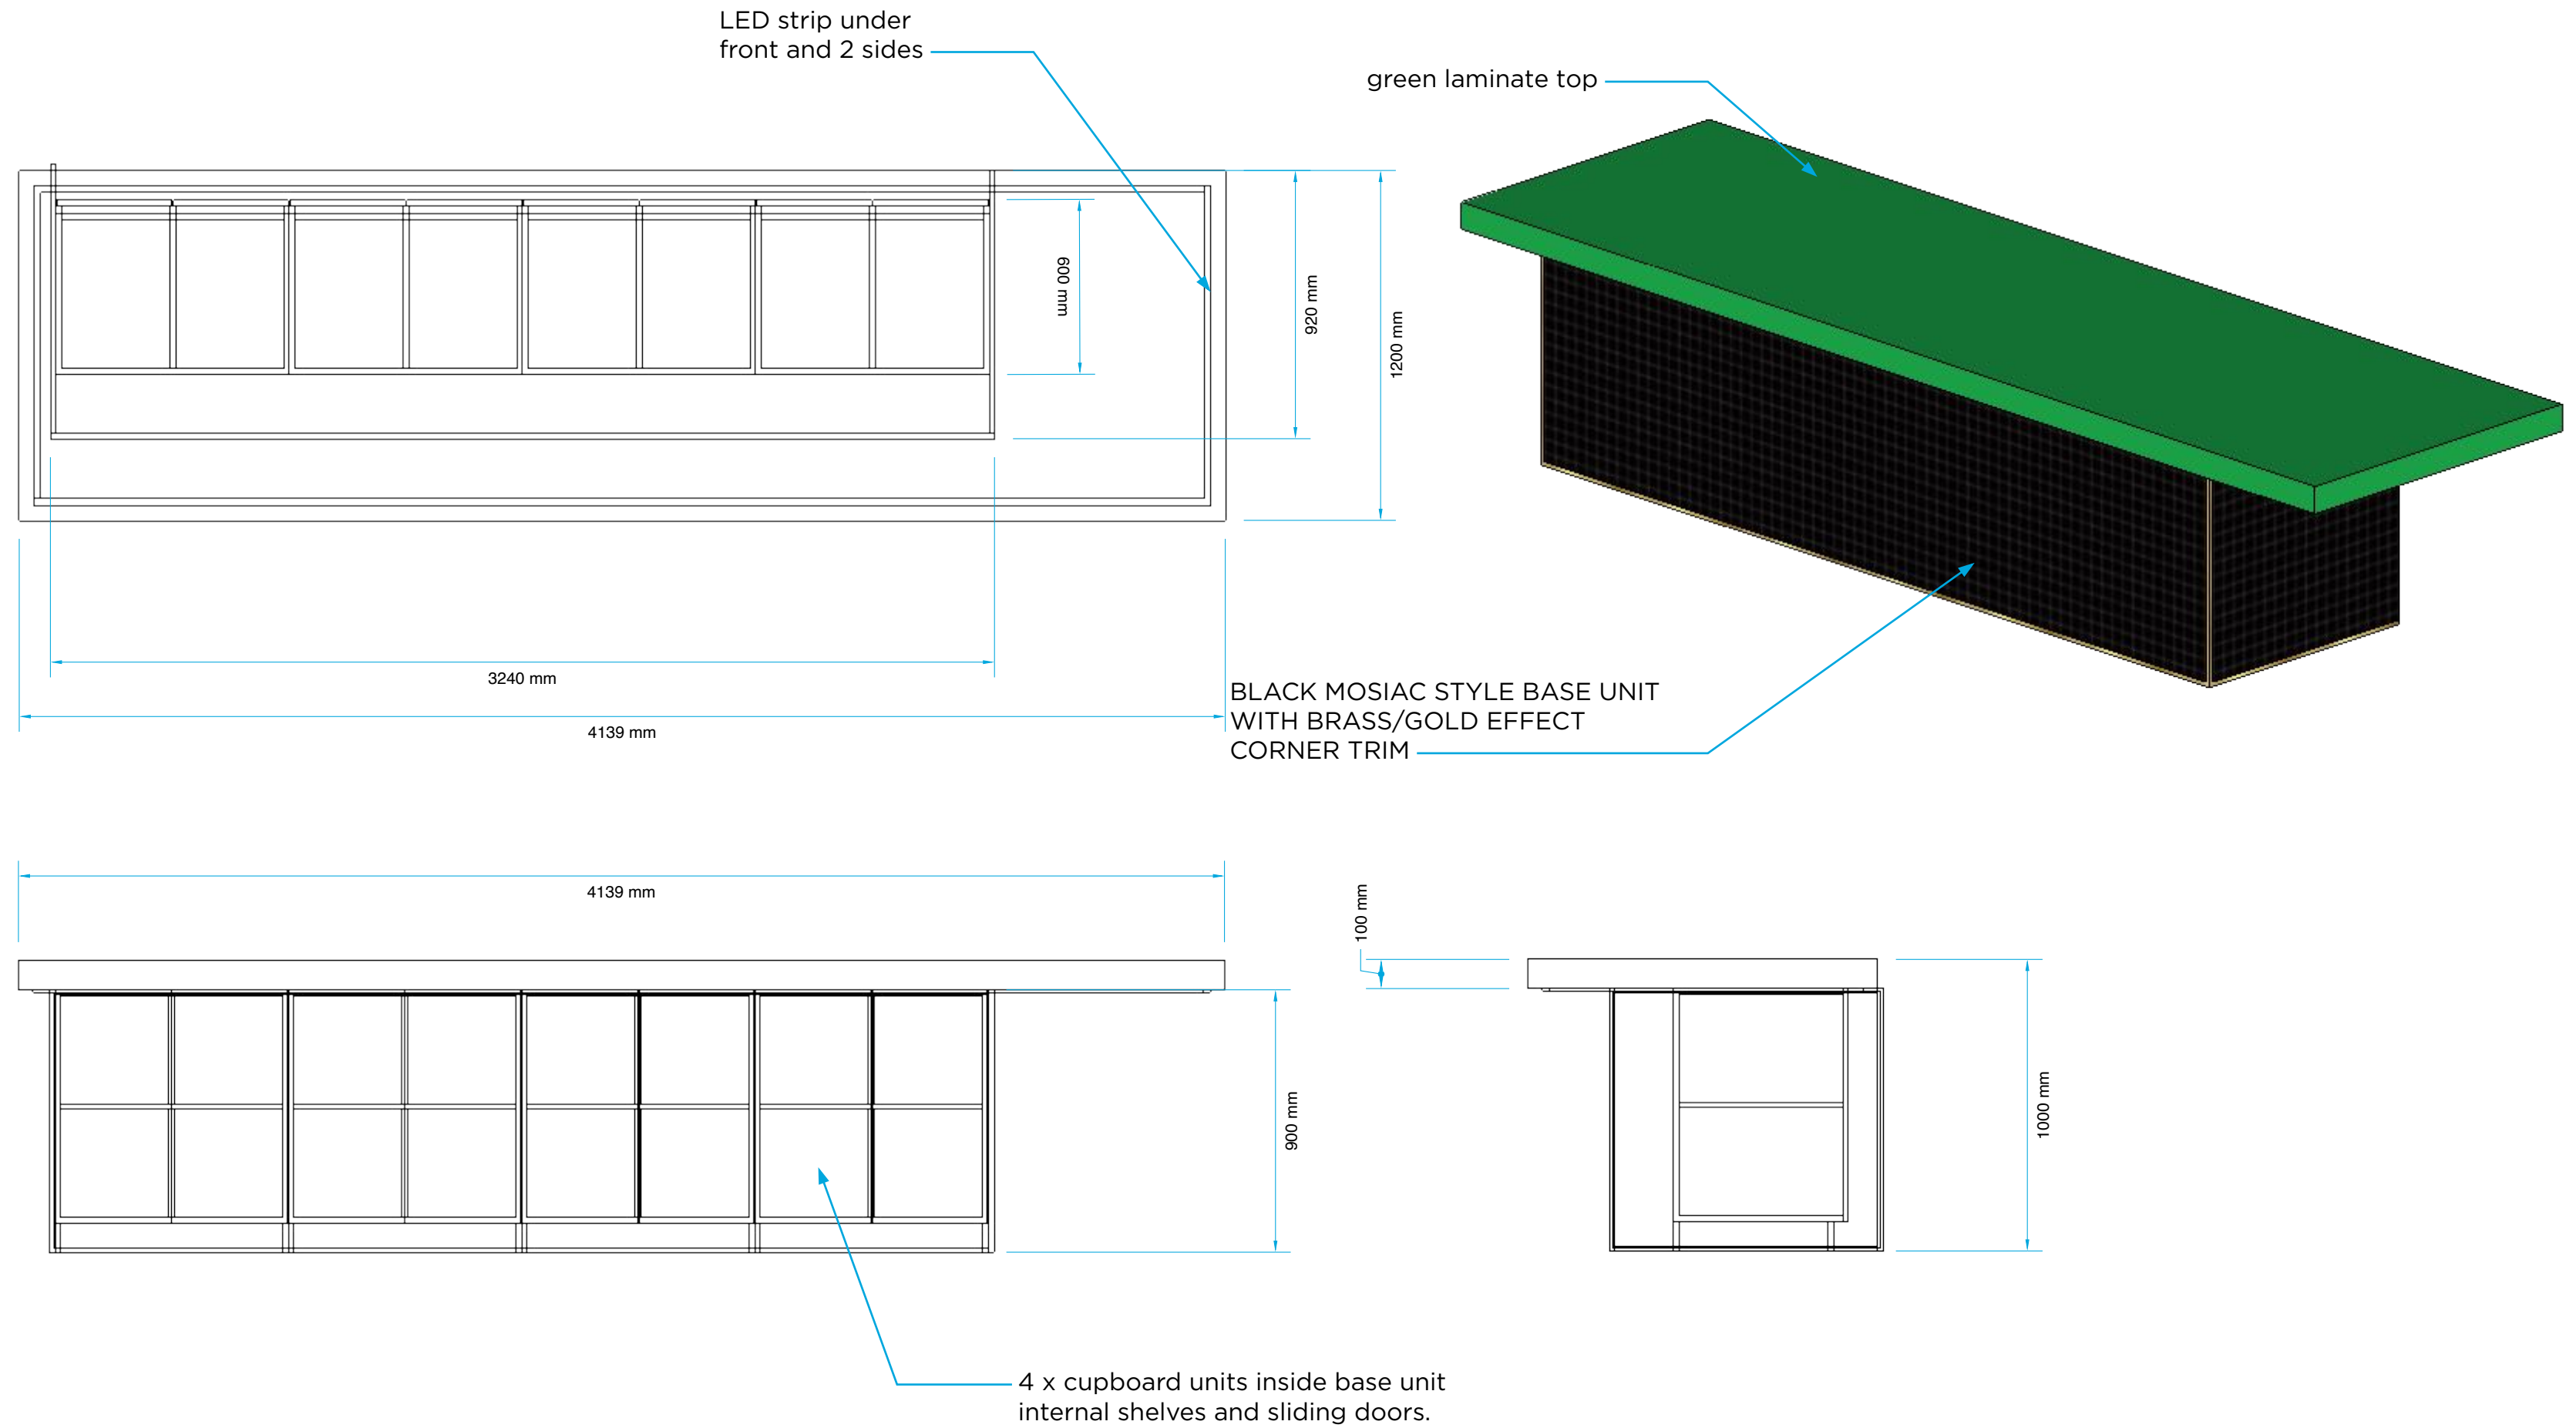 LED strip under
front and 2 sides
green laminate top
600 mm
920 mm
1200 mm
3240 mm
4139 mm
BLACK MOSIAC STYLE BASE UNIT
WITH BRASS/GOLD EFFECT
CORNER TRIM
4139 mm
100 mm
900 mm
1000 mm
4 x cupboard units inside base unit
internal shelves and sliding doors.